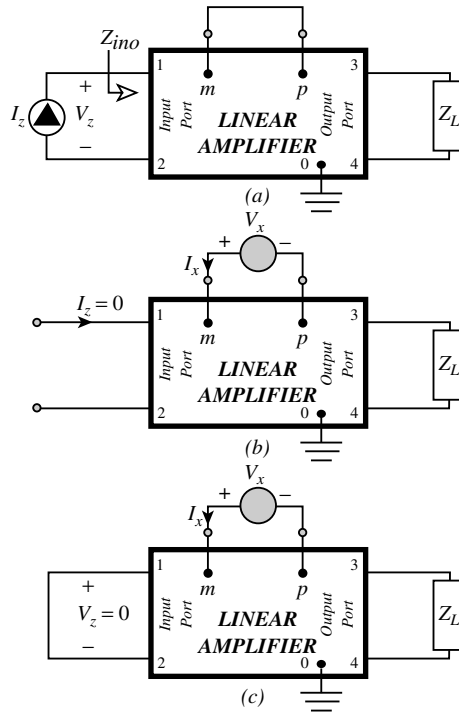 Z_ino
1 m p 3
I_z + V_z − Input Port LINEAR AMPLIFIER Output Port Z_L
2 0 4
(a)
V_x
+ −
I_x
I_z = 0 1 m p 3
Input Port LINEAR AMPLIFIER Output Port Z_L
2 0 4
(b)
V_x
+ −
I_x
1 m p 3
+ V_z = 0 − Input Port LINEAR AMPLIFIER Output Port Z_L
2 0 4
(c)